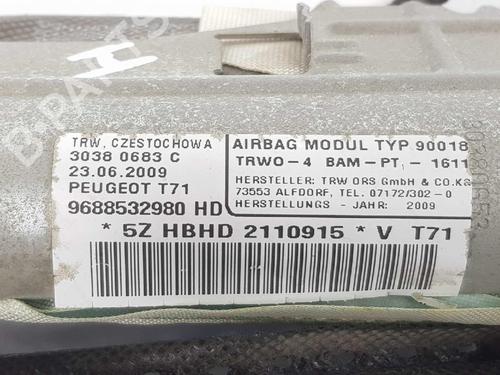 B-PARTS
TRW, CZESTOCHOWA
3038 0683 C
23.06.2009
PEUGEOT T71
9688532980 HD
AIRBAG MODUL TYP 90018
TRWO-4 BAM-PT-1611
HERSTELLER: TRW ORS GmbH & CO.KG
73553 ALFDORF, TEL. 07172/302-0
HERSTELLUNGS - JAHR: 2009
* 5Z HBHD 2110915 * V T71